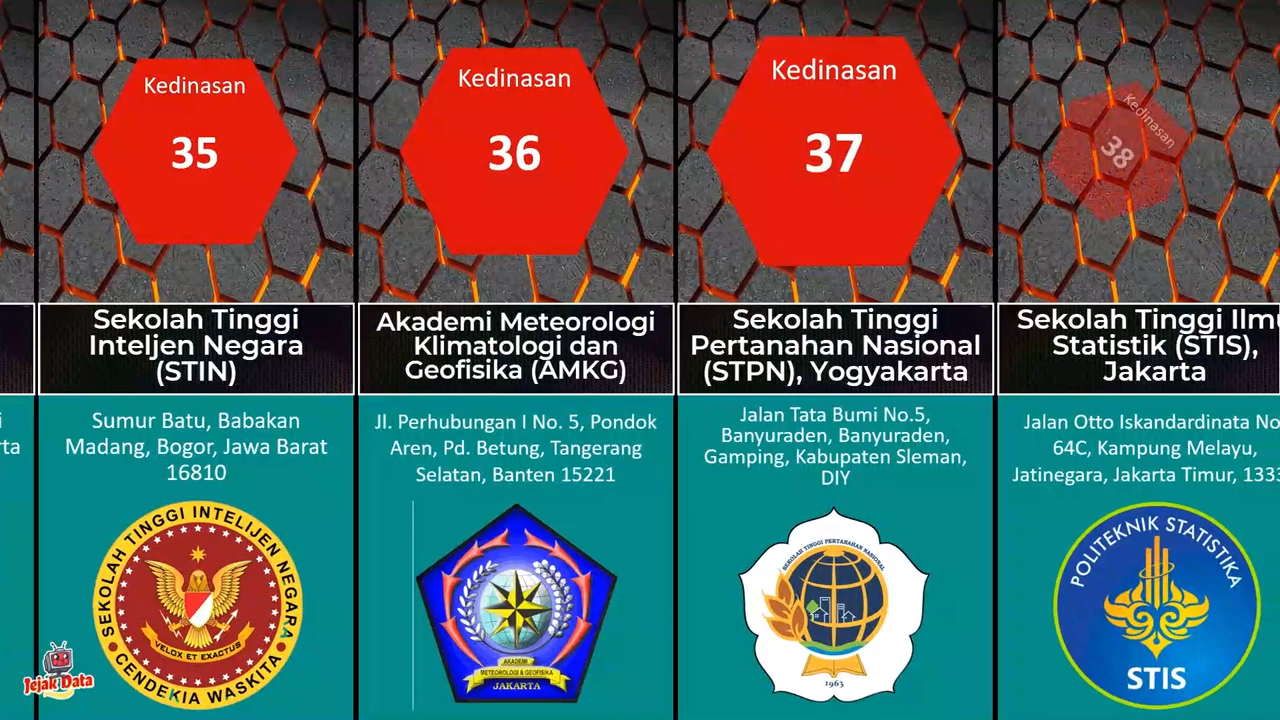 Kedinasan
35
Sekolah Tinggi
Inteljen Negara
(STIN)
Sumur Batu, Babakan
Madang, Bogor, Jawa Barat
16810
SEKOLAH TINGGI INTELIJEN NEGARA
VELOX ET EXACTUS
CENDEKIA WASKITA
Jejak Data
Kedinasan
36
Akademi Meteorologi
Klimatologi dan
Geofisika (AMKG)
Jl. Perhubungan I No. 5, Pondok
Aren, Pd. Betung, Tangerang
Selatan, Banten 15221
AKADEMI
METEOROLOGI & GEOFISIKA
JAKARTA
Kedinasan
37
Sekolah Tinggi
Pertanahan Nasional
(STPN), Yogyakarta
Jalan Tata Bumi No.5,
Banyuraden, Banyuraden,
Gamping, Kabupaten Sleman,
DIY
SEKOLAH TINGGI PERTANAHAN NASIONAL
1963
Kedinasan
38
Sekolah Tinggi
Statistik (STIS),
Jakarta
Jalan Otto Iskandardinata No
64C, Kampung Melayu,
Jatinegara, Jakarta Timur,
POLITEKNIK STATISTIKA
STIS